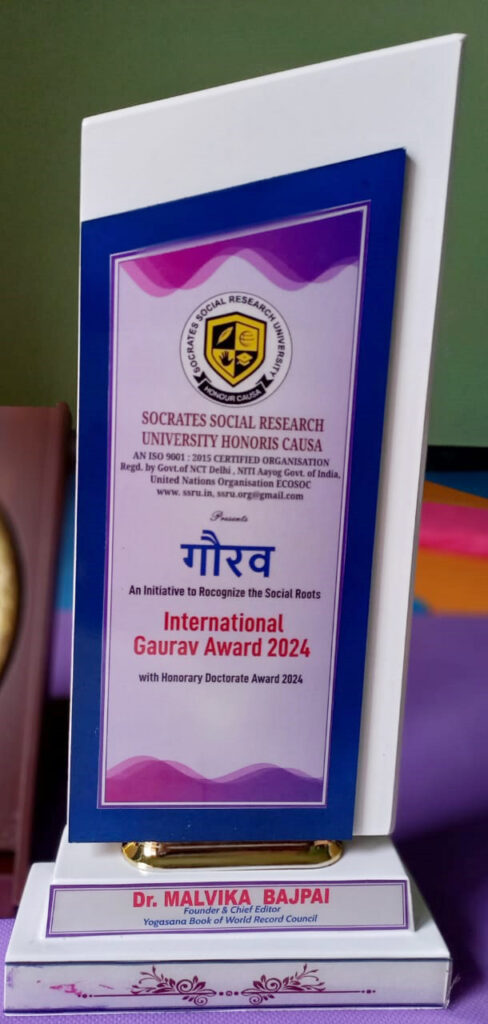 SOCRATES SOCIAL RESEARCH UNIVERSITY
HONOUR CAUSA
SOCRATES SOCIAL RESEARCH
UNIVERSITY HONORIS CAUSA
AN ISO 9001 : 2015 CERTIFIED ORGANISATION
Regd. by Govt.of NCT Delhi , NITI Aayog Govt. of India,
United Nations Organisation ECOSOC
www. ssru.in, ssru.org@gmail.com
Presents
गौरव
An Initiative to Rocognize the Social Roots
International
Gaurav Award 2024
with Honorary Doctorate Award 2024
Dr. MALVIKA BAJPAI
Founder & Chief Editor
Yogasana Book of World Record Council